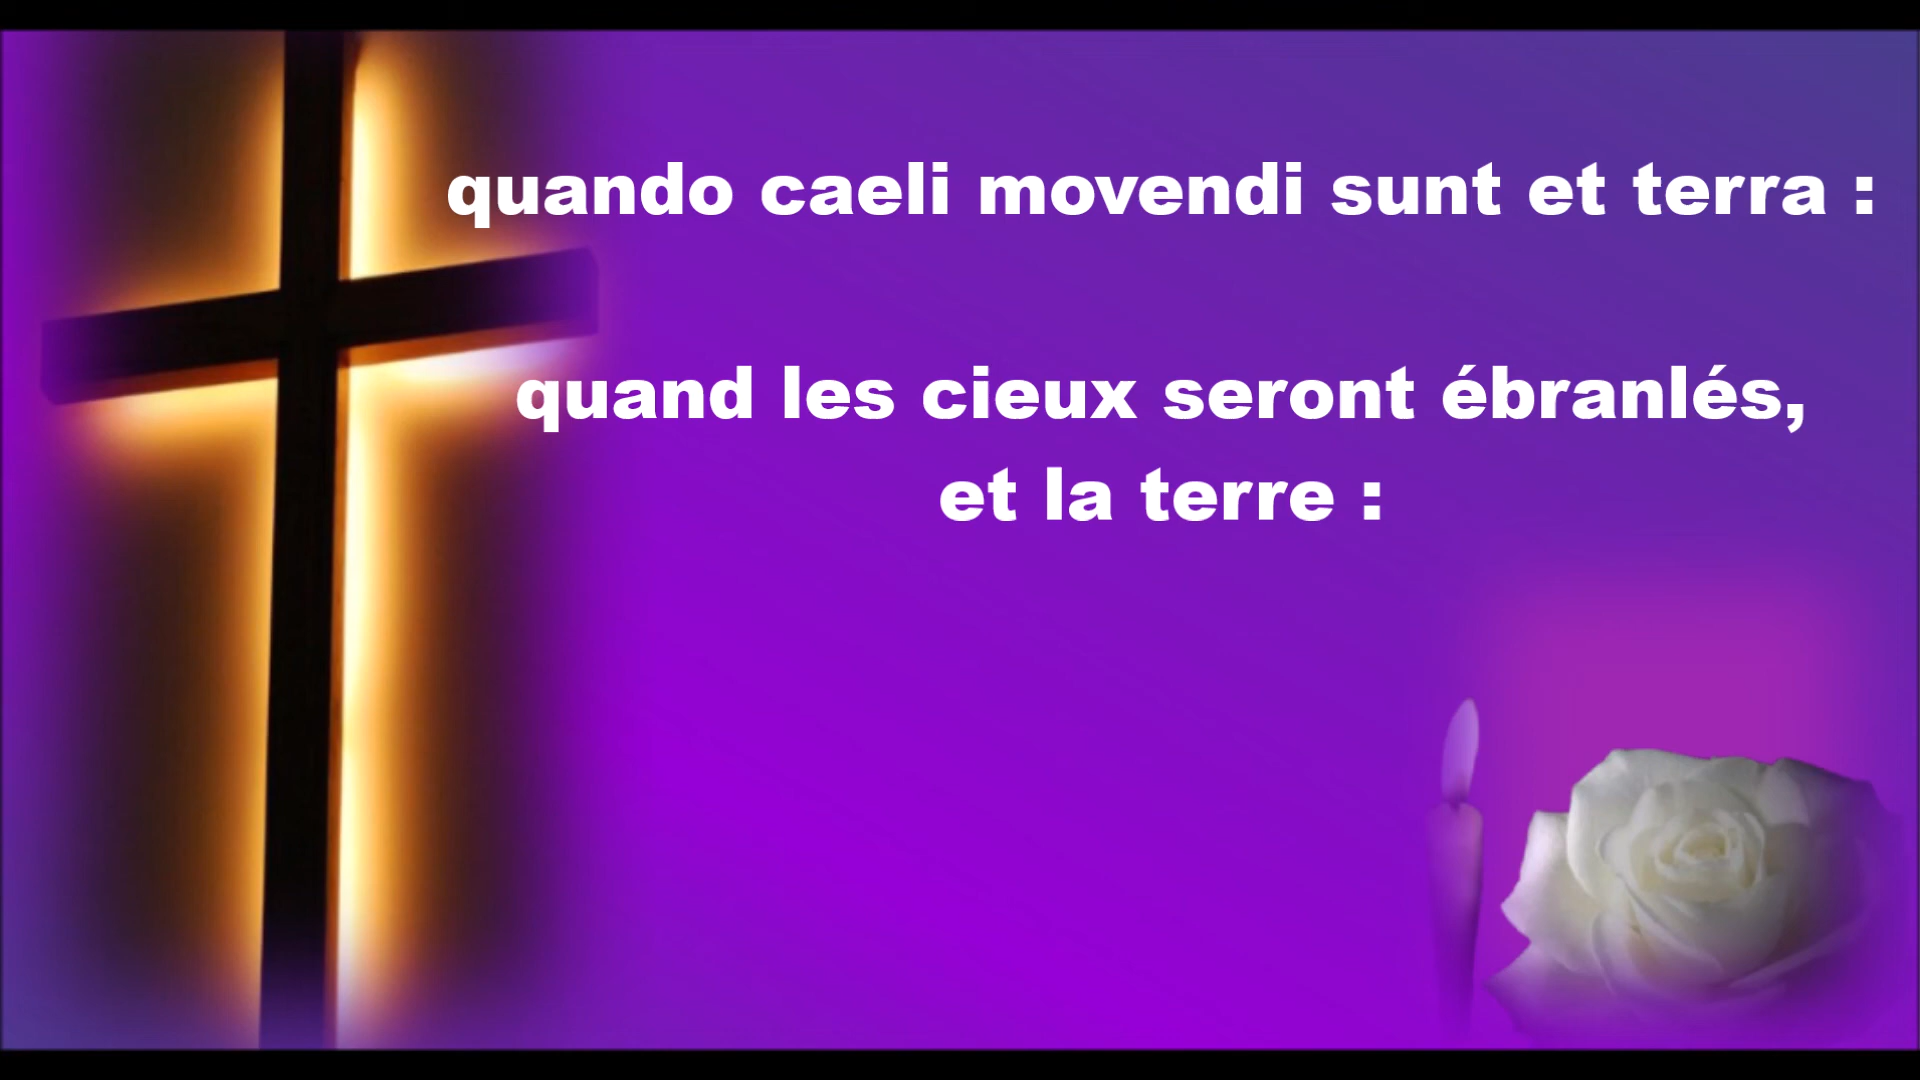 quando caeli movendi sunt et terra :
quand les cieux seront ébranlés,
et la terre :